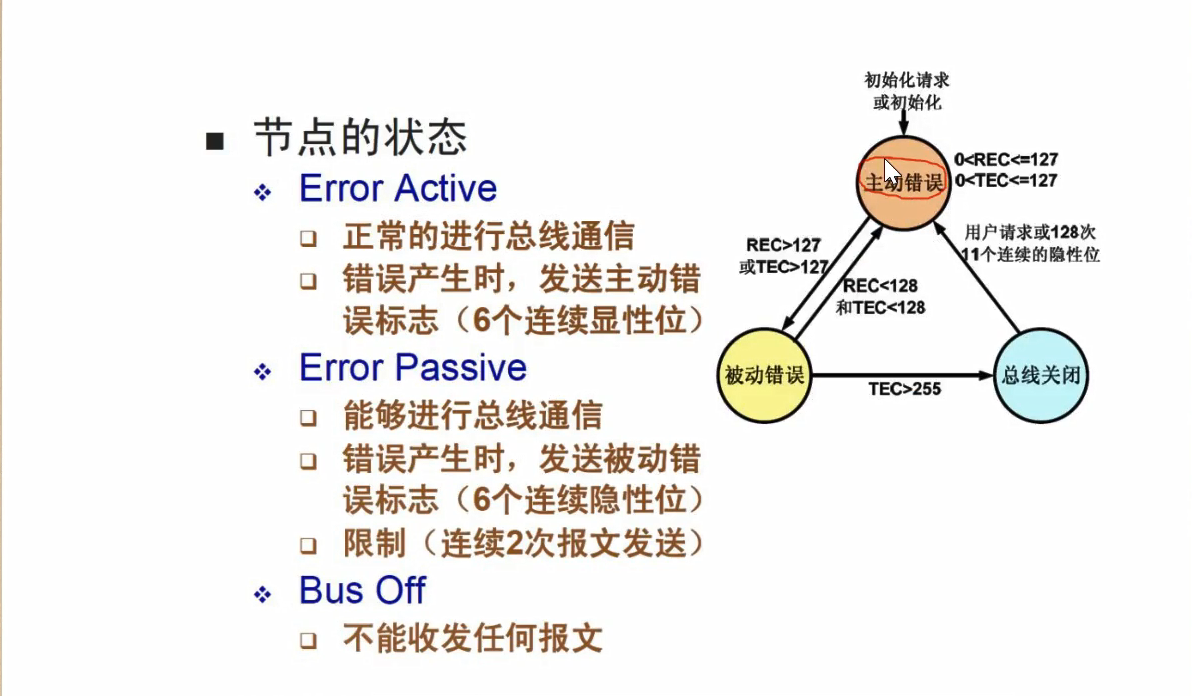 节点的状态
Error Active
正常的进行总线通信
错误产生时，发送主动错
误标志（6个连续显性位）
Error Passive
能够进行总线通信
错误产生时，发送被动错
误标志（6个连续隐性位）
限制（连续2次报文发送）
Bus Off
不能收发任何报文
初始化请求
或初始化
主动错误
0<REC<=127
0<TEC<=127
REC>127
或TEC>127
REC<128
和TEC<128
用户请求或128次
11个连续的隐性位
被动错误
TEC>255
总线关闭